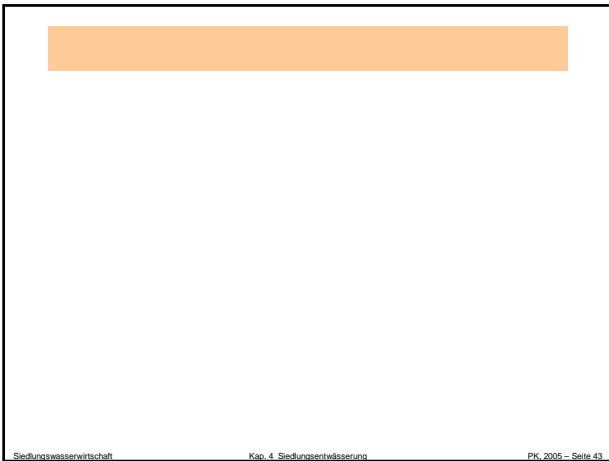 Siedlungswasserwirtschaft Kap. 4 Siedlungsentwässerung PK, 2005 – Seite 43